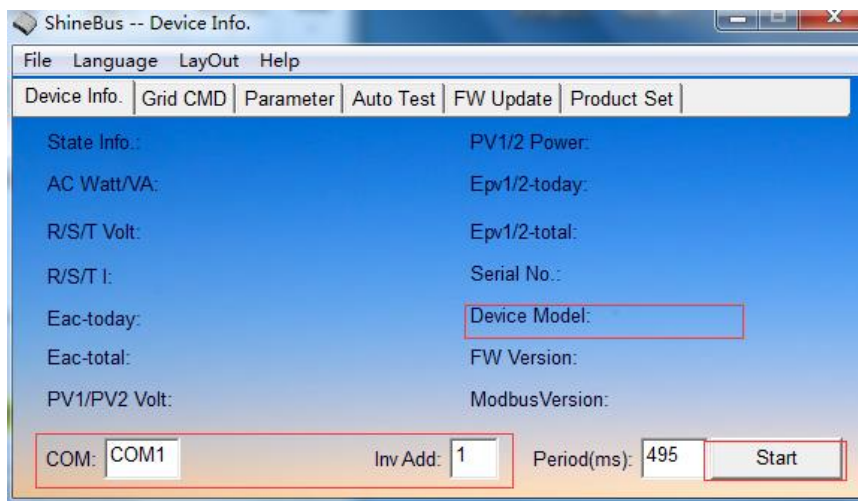 ShineBus -- Device Info.
File Language LayOut Help
Device Info. Grid CMD Parameter Auto Test FW Update Product Set
State Info.: PV1/2 Power:
AC Watt/VA: Epv1/2-today:
R/S/T Volt: Epv1/2-total:
R/S/T I: Serial No.:
Eac-today: Device Model:
Eac-total: FW Version:
PV1/PV2 Volt: ModbusVersion:
COM: COM1 Inv Add: 1 Period(ms): 495 Start